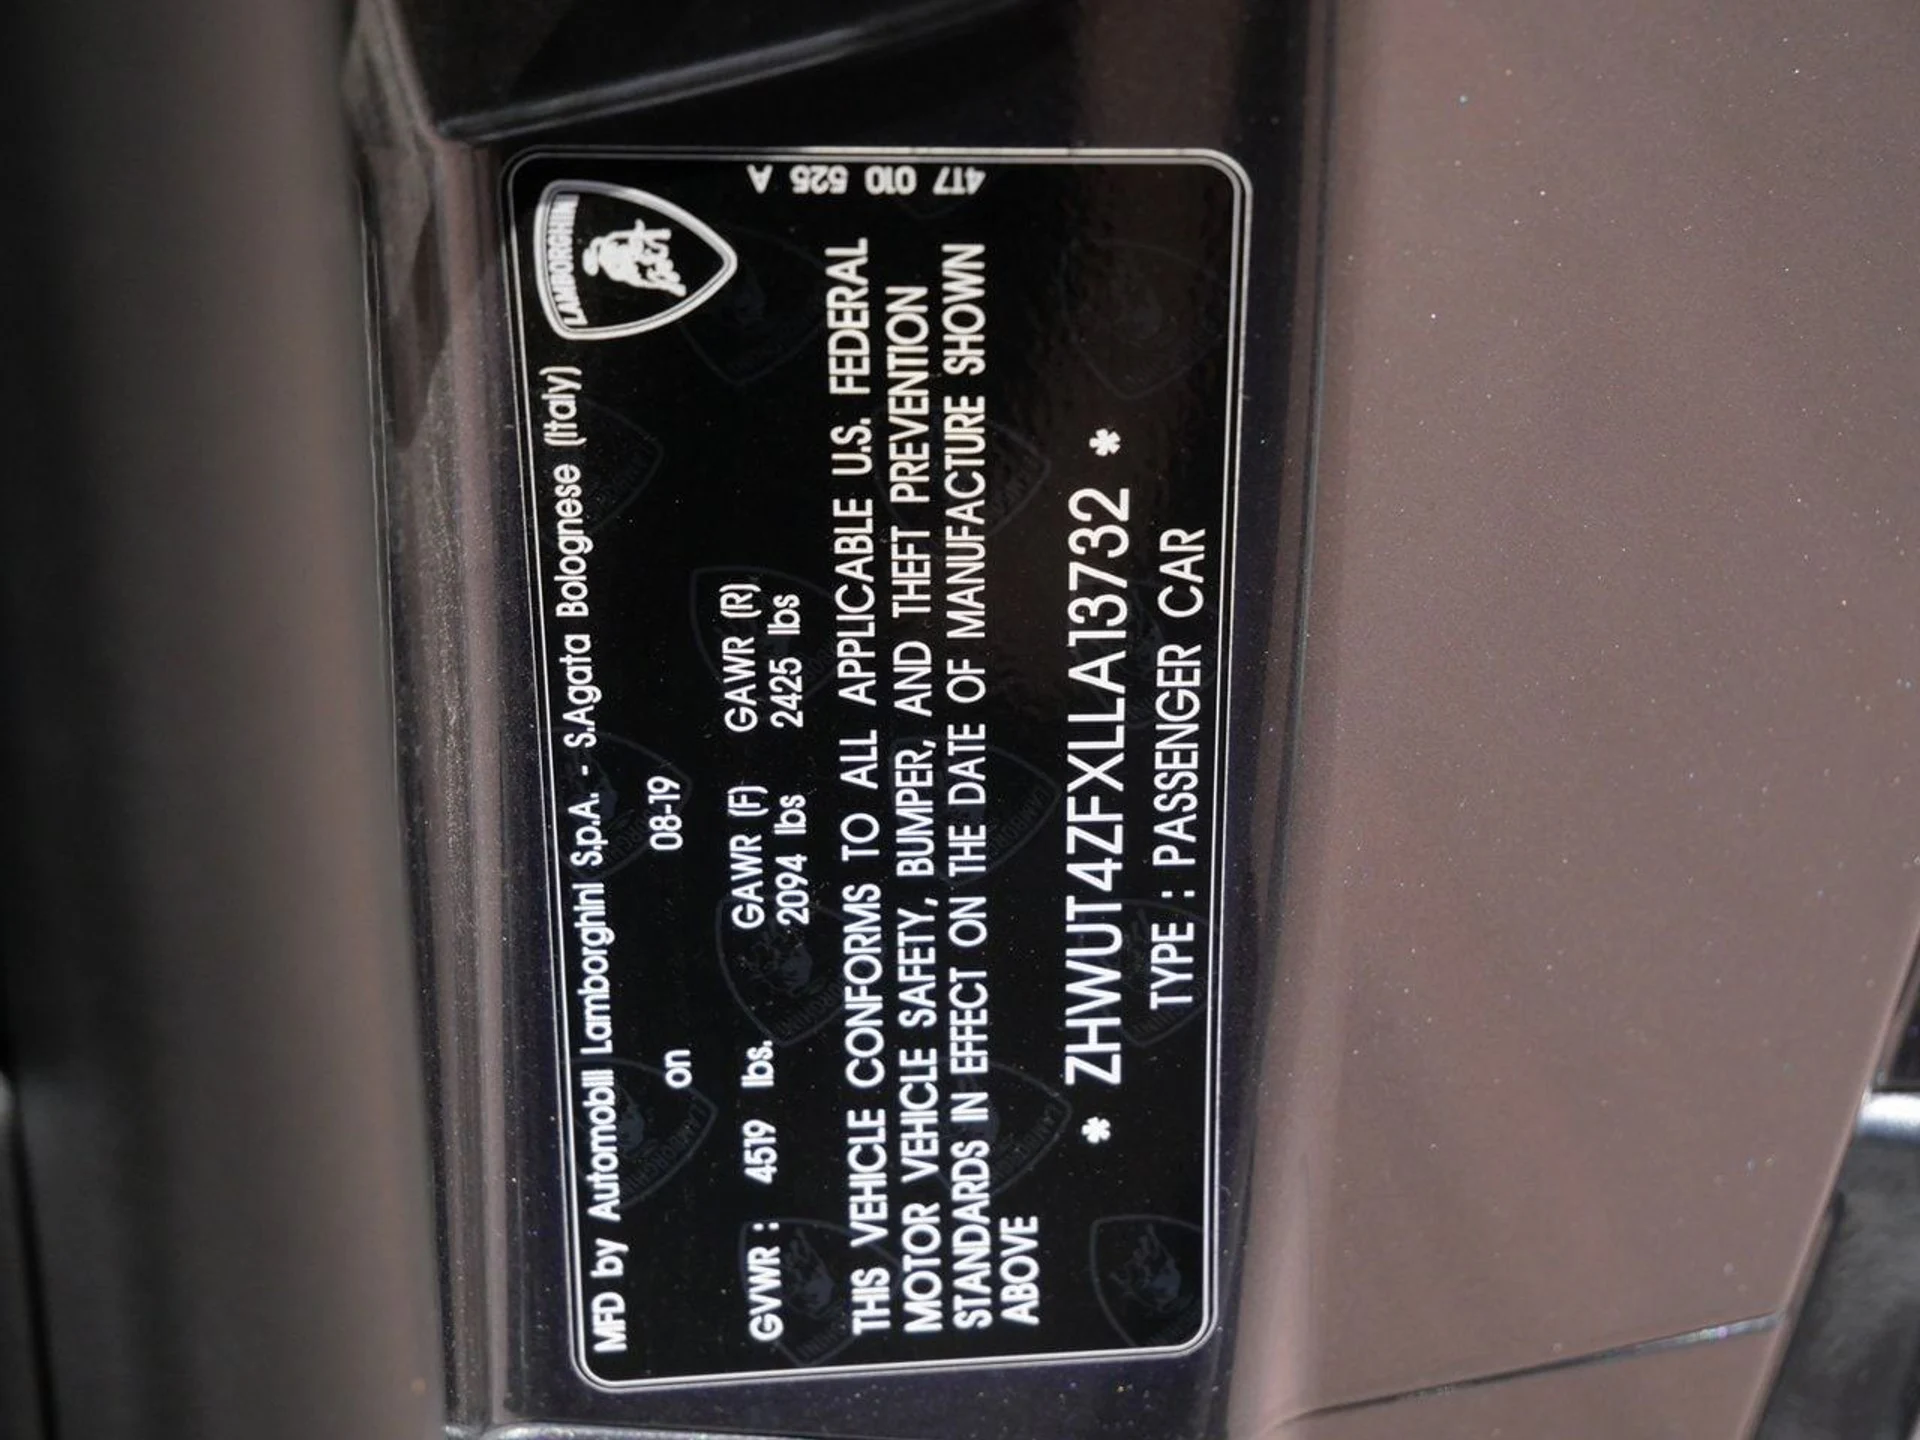 LAMBORGHINI
MFD by Automobili Lamborghini S.p.A. - S.Agata Bolognese (Italy)
on 08-19
GVWR : 4519 lbs. GAWR (F) GAWR (R)
2094 lbs 2425 lbs
THIS VEHICLE CONFORMS TO ALL APPLICABLE U.S. FEDERAL
MOTOR VEHICLE SAFETY, BUMPER, AND THEFT PREVENTION
STANDARDS IN EFFECT ON THE DATE OF MANUFACTURE SHOWN
ABOVE
* ZHWUT4ZFXLLA13732 *
TYPE : PASSENGER CAR
4T7 010 525 A